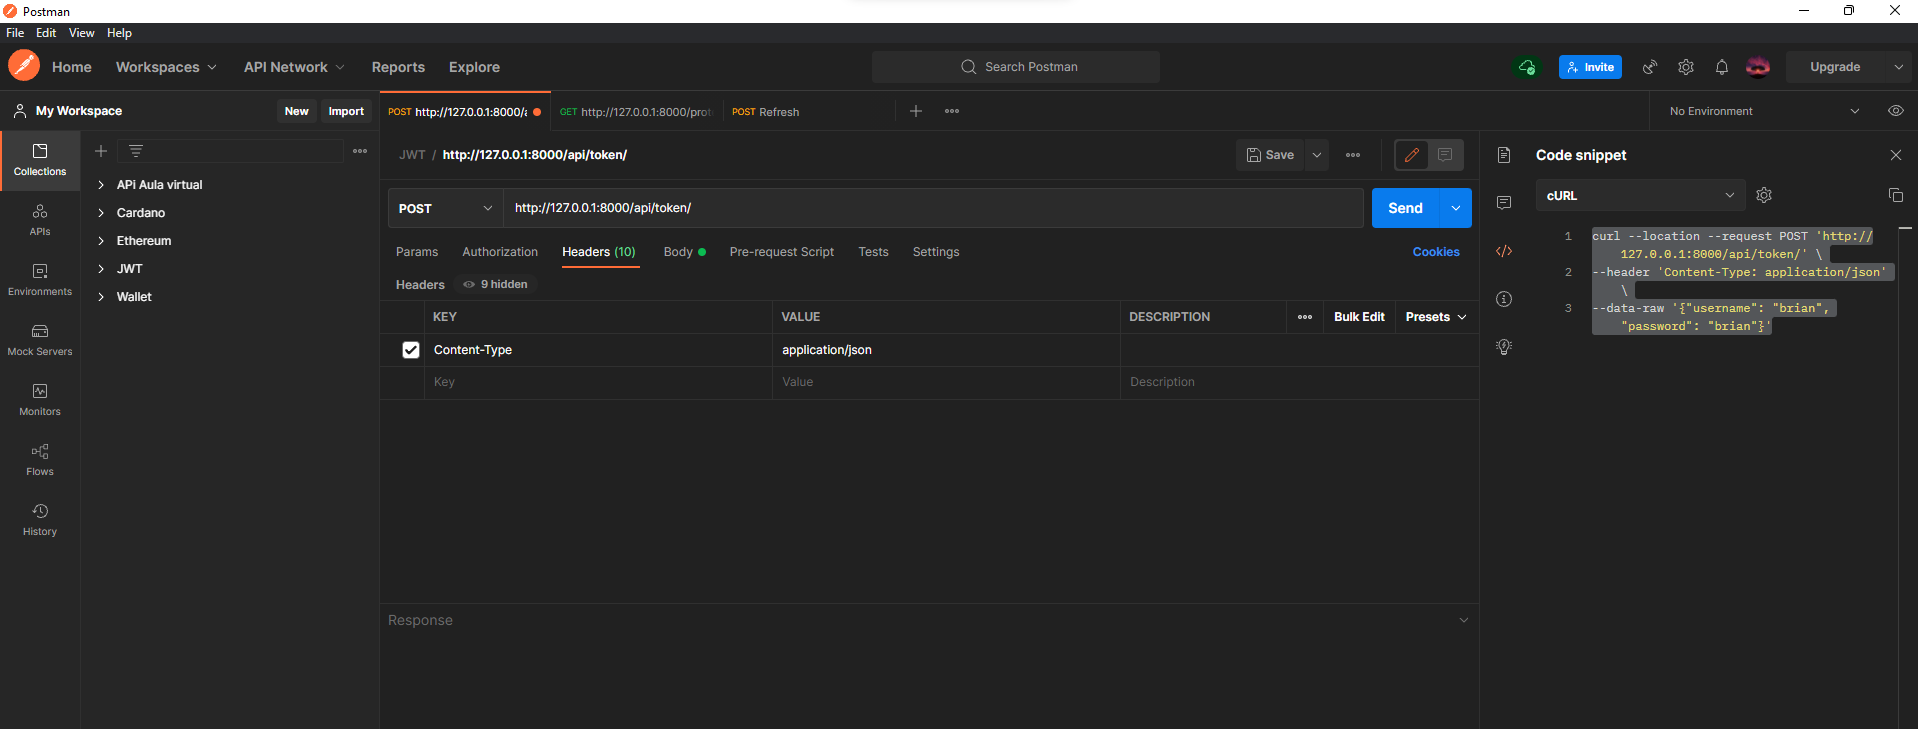 Postman
File Edit View Help
Home Workspaces API Network Reports Explore
Search Postman
Invite
Upgrade
My Workspace
New Import
POST http://127.0.0.1:8000/a
GET http://127.0.0.1:8000/prot
POST Refresh
No Environment
Collections
APIs
Environments
Mock Servers
Monitors
Flows
History
APi Aula virtual
Cardano
Ethereum
JWT
Wallet
JWT / http://127.0.0.1:8000/api/token/
Save
POST http://127.0.0.1:8000/api/token/
Send
Params Authorization Headers (10) Body Pre-request Script Tests Settings
Cookies
Headers 9 hidden
KEY VALUE DESCRIPTION Bulk Edit Presets
Content-Type application/json
Key Value Description
Response
Code snippet
cURL
1 curl --location --request POST 'http://
127.0.0.1:8000/api/token/' \
2 --header 'Content-Type: application/json'
\
3 --data-raw '{"username": "brian",
"password": "brian"}'